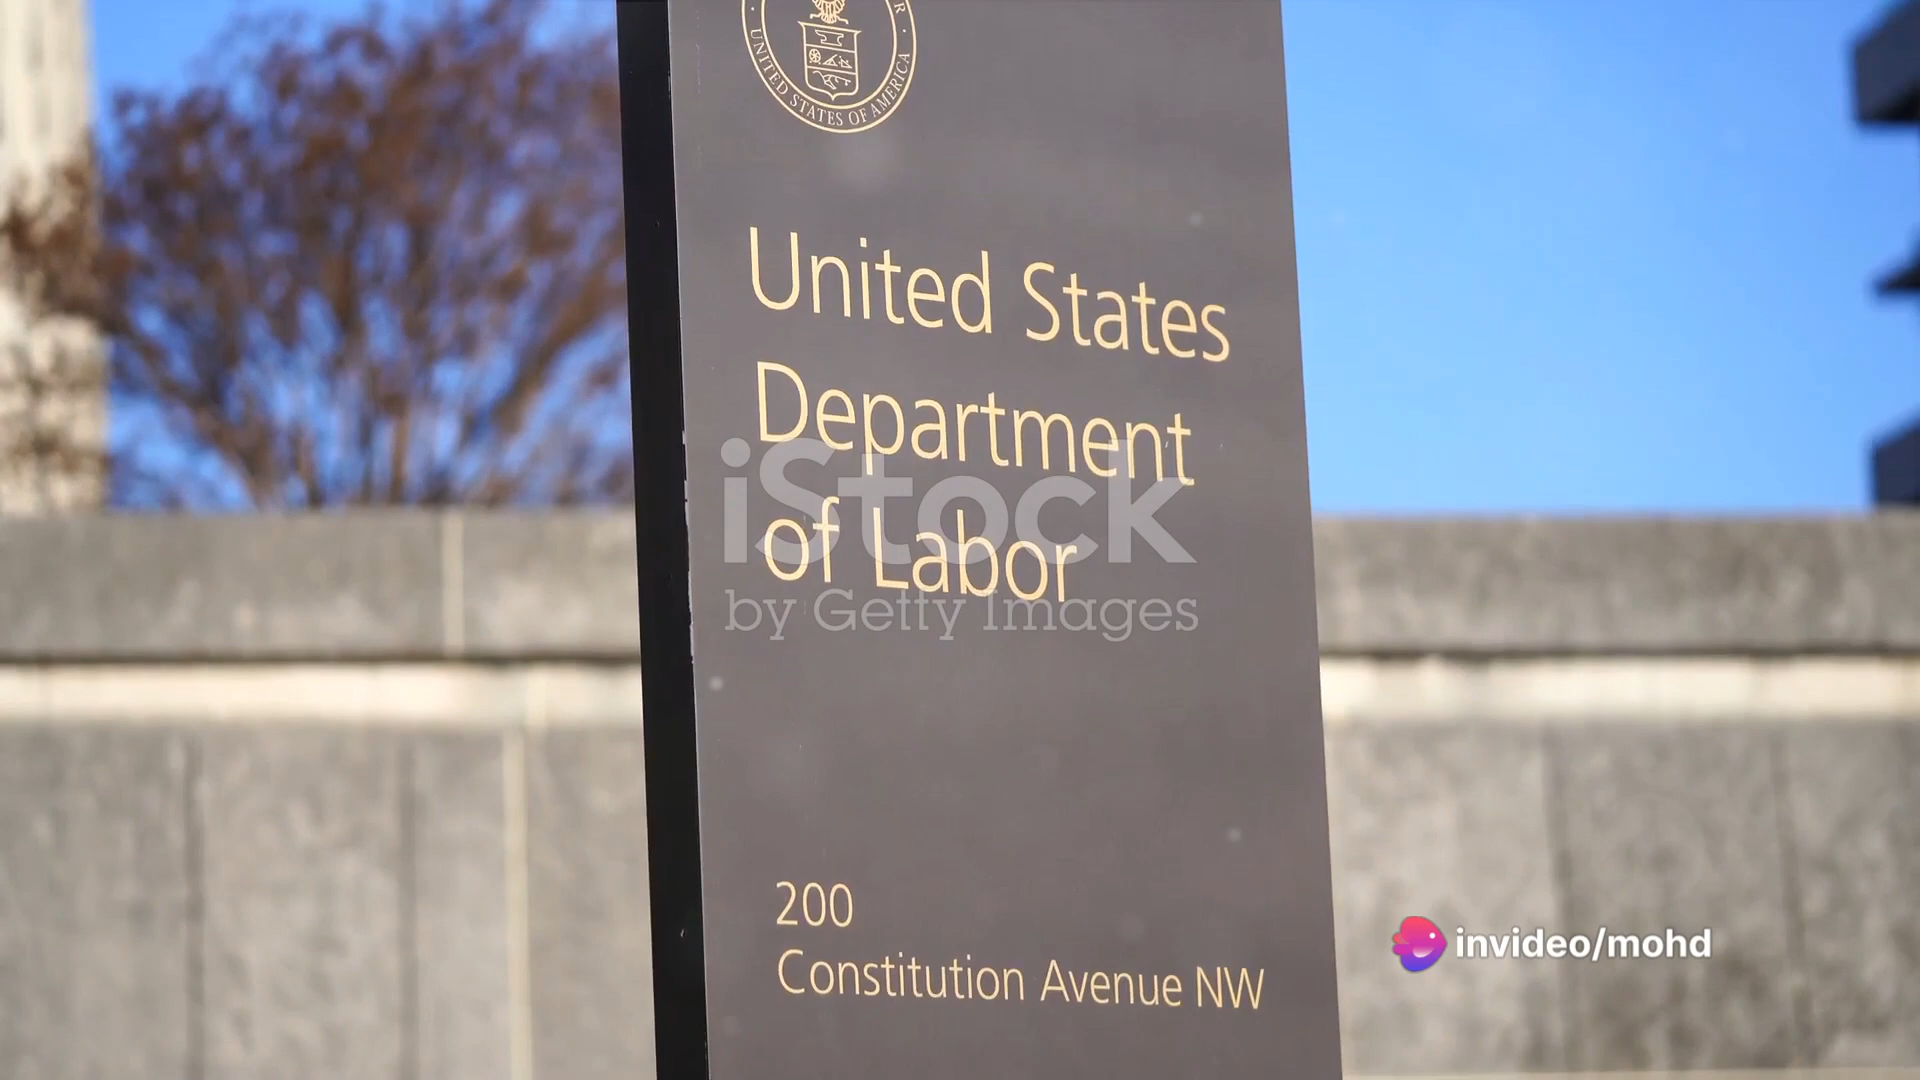 UNITED STATES OF AMERICA
United States
Department
of Labor
iStock
by Getty Images
200
Constitution Avenue NW
invideo/mohd